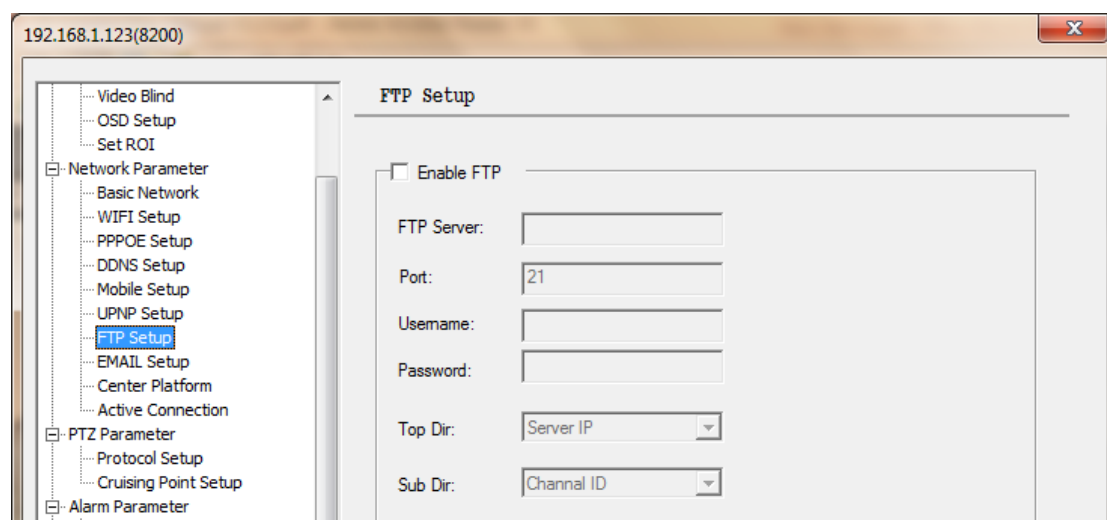 192.168.1.123(8200)
X
Video Blind
OSD Setup
Set ROI
Network Parameter
Basic Network
WIFI Setup
PPPOE Setup
DDNS Setup
Mobile Setup
UPNP Setup
FTP Setup
EMAIL Setup
Center Platform
Active Connection
PTZ Parameter
Protocol Setup
Cruising Point Setup
Alarm Parameter
FTP Setup
Enable FTP
FTP Server:
Port: 21
Username:
Password:
Top Dir: Server IP
Sub Dir: Channal ID